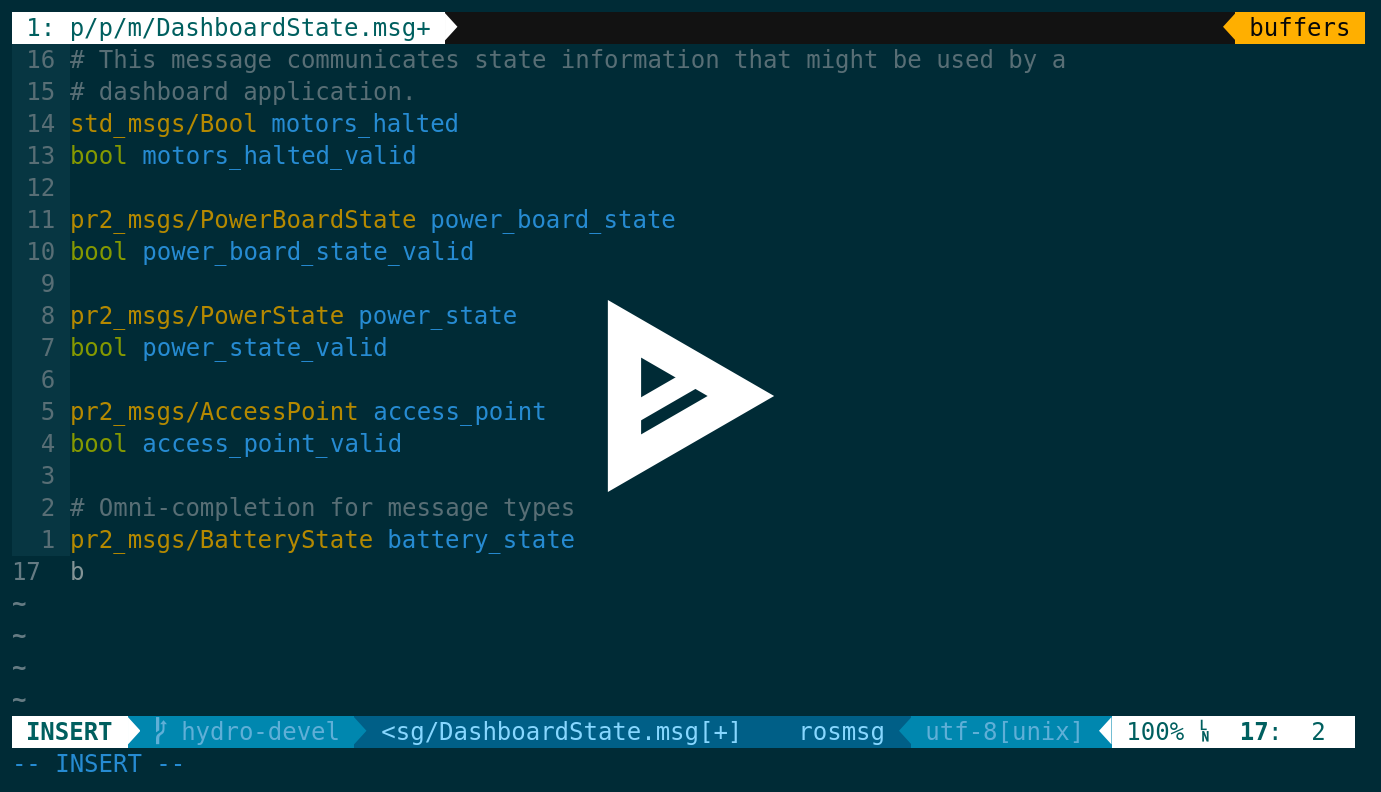 1: p/p/m/DashboardState.msg+ buffers
16 # This message communicates state information that might be used by a
15 # dashboard application.
14 std_msgs/Bool motors_halted
13 bool motors_halted_valid
12
11 pr2_msgs/PowerBoardState power_board_state
10 bool power_board_state_valid
9
8 pr2_msgs/PowerState power_state
7 bool power_state_valid
6
5 pr2_msgs/AccessPoint access_point
4 bool access_point_valid
3
2 # Omni-completion for message types
1 pr2_msgs/BatteryState battery_state
17 b
~
~
~
~
INSERT hydro-devel <sg/DashboardState.msg[+] rosmsg utf-8[unix] 100% LN 17: 2
-- INSERT --